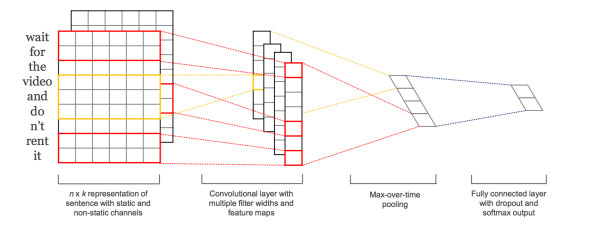 wait
for
the
video
and
do
n't
rent
it
n x k representation of
sentence with static and
non-static channels
Convolutional layer with
multiple filter widths and
feature maps
Max-over-time
pooling
Fully connected layer
with dropout and
softmax output